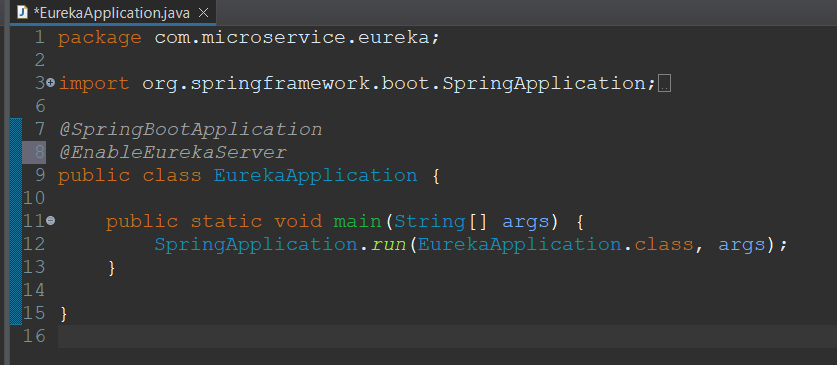 *EurekaApplication.java
1 package com.microservice.eureka;
2
3 import org.springframework.boot.SpringApplication;
6
7 @SpringBootApplication
8 @EnableEurekaServer
9 public class EurekaApplication {
10
11     public static void main(String[] args) {
12         SpringApplication.run(EurekaApplication.class, args);
13     }
14
15 }
16